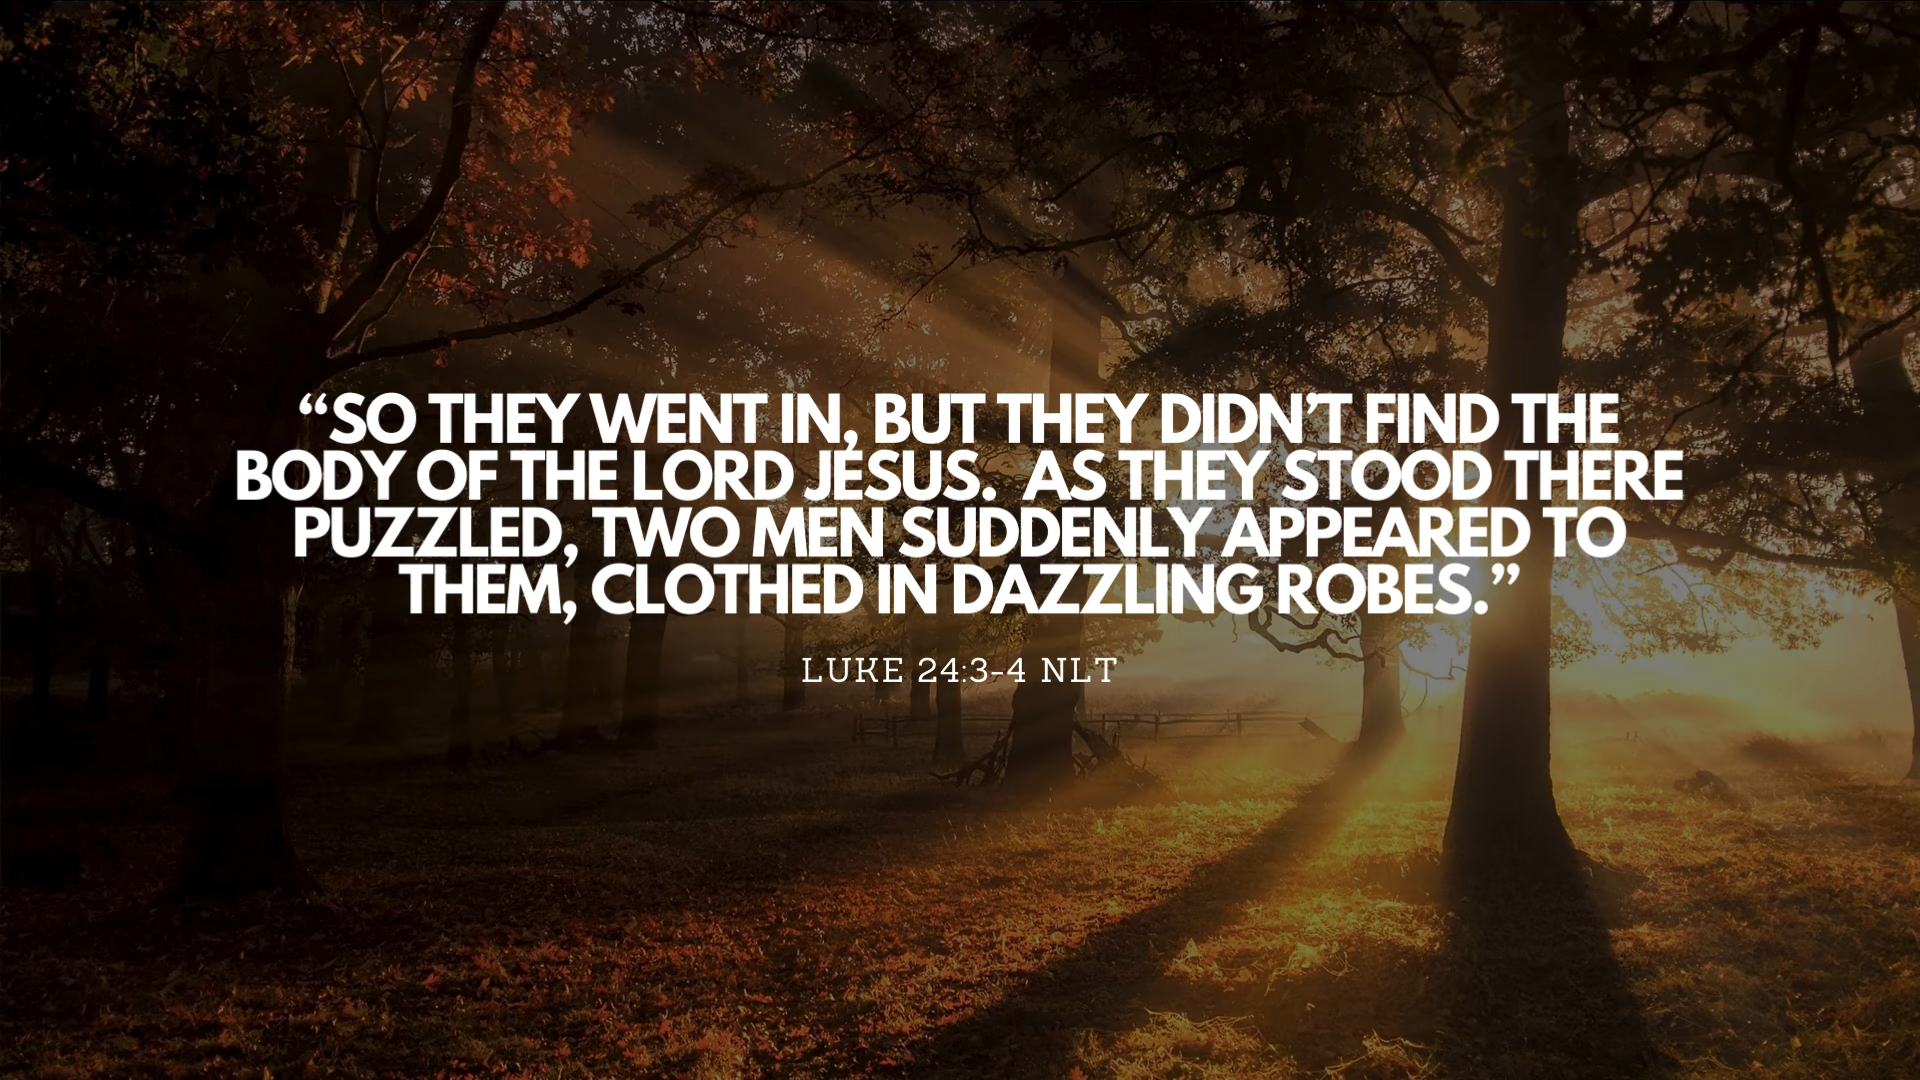 “SO THEY WENT IN, BUT THEY DIDN’T FIND THE
BODY OF THE LORD JESUS.  AS THEY STOOD THERE
PUZZLED, TWO MEN SUDDENLY APPEARED TO
THEM, CLOTHED IN DAZZLING ROBES.”
LUKE 24:3-4 NLT